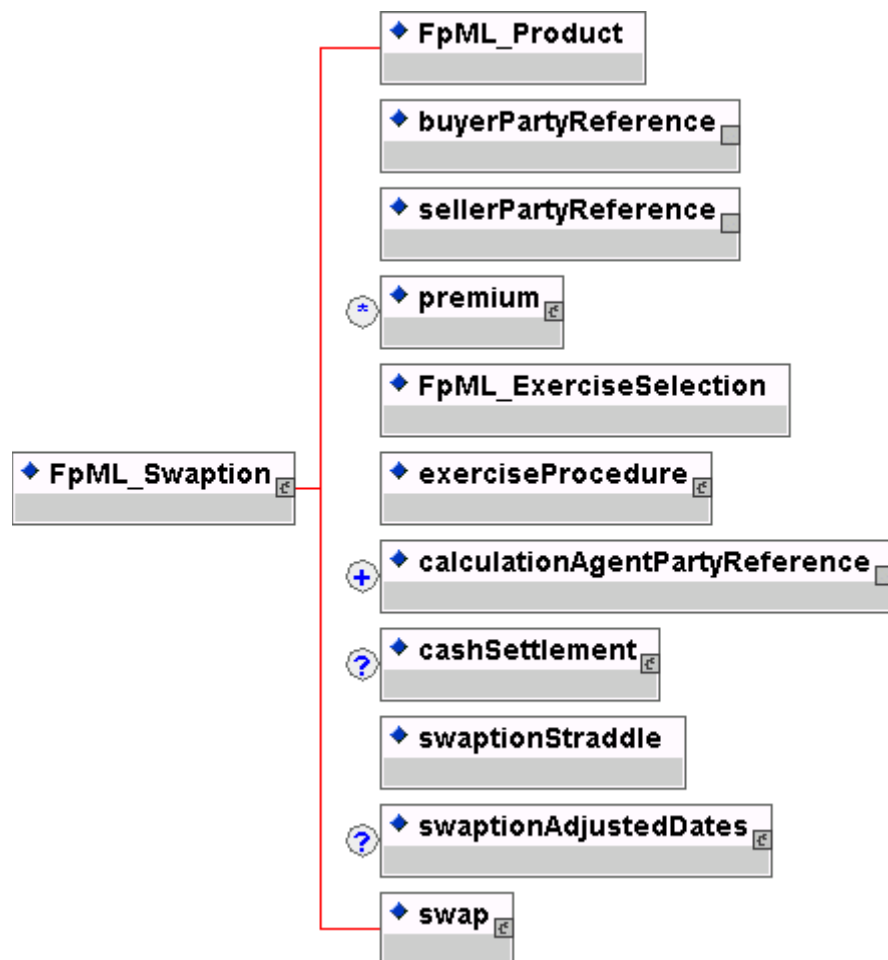 FpML_Product
buyerPartyReference
sellerPartyReference
* premium
FpML_ExerciseSelection
FpML_Swaption
exerciseProcedure
+ calculationAgentPartyReference
? cashSettlement
swaptionStraddle
? swaptionAdjustedDates
swap